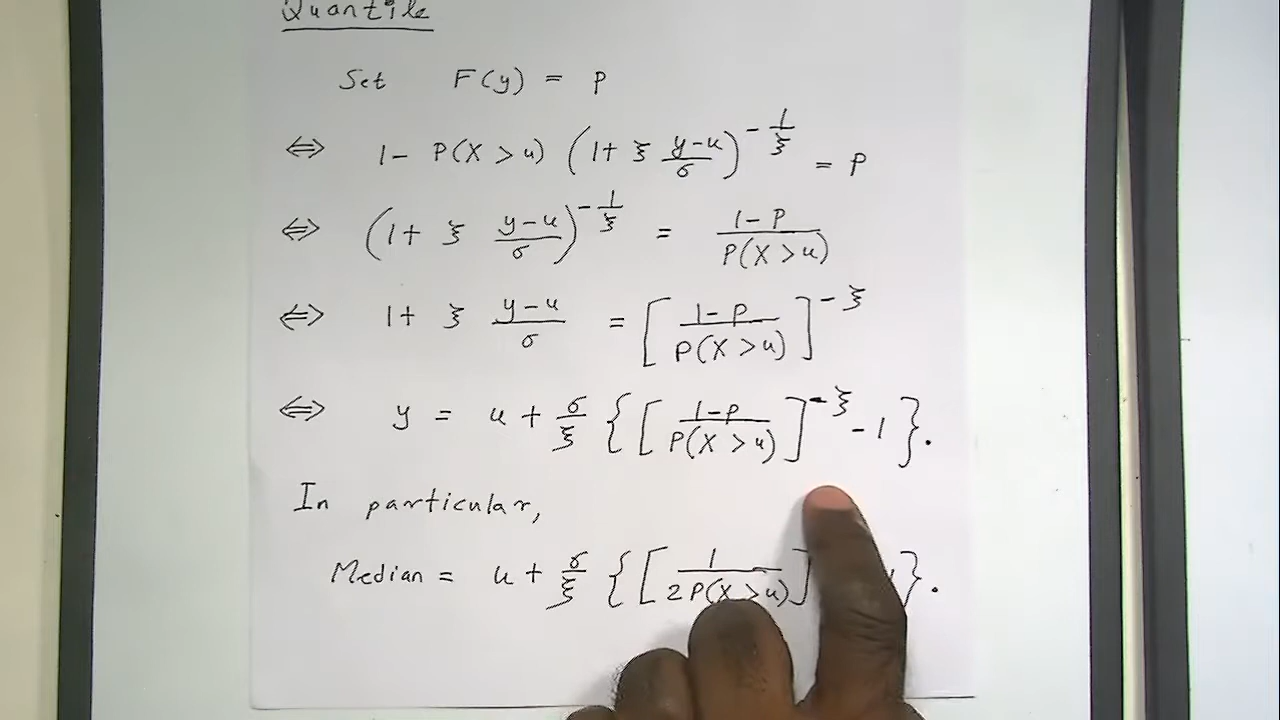 Quantile
Set F(y) = p
⇔ 1 - P(X > u) (1 + ξ (y-u)/σ)^(-1/ξ) = p
⇔ (1 + ξ (y-u)/σ)^(-1/ξ) = (1-p)/P(X > u)
⇔ 1 + ξ (y-u)/σ = [(1-p)/P(X > u)]^(-ξ)
⇔ y = u + σ/ξ {[(1-p)/P(X > u)]^(-ξ) - 1}.
In particular,
Median = u + σ/ξ {[1/2P(X > u)] }.